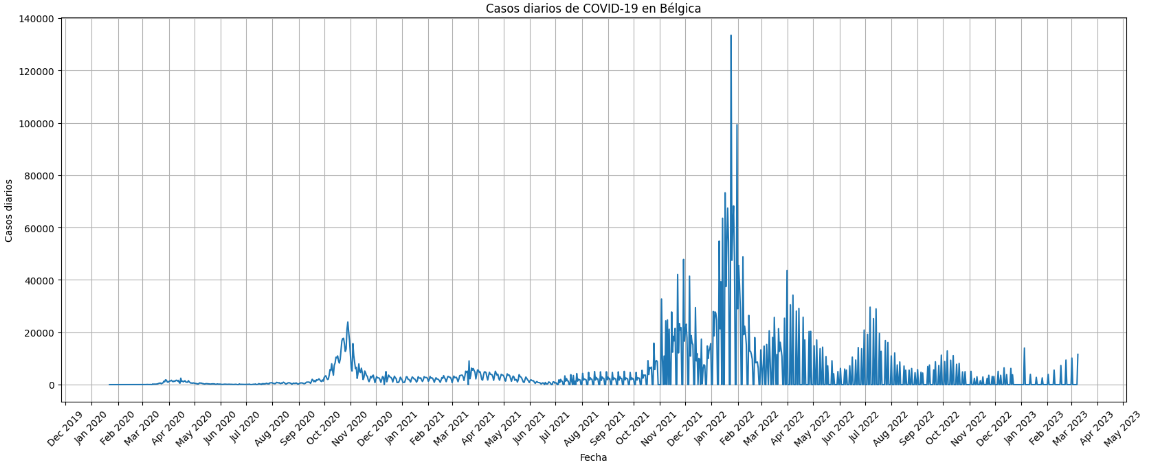 Casos diarios de COVID-19 en Bélgica
140000
120000
100000
80000
60000
40000
20000
0
Casos diarios
Dec 2019
Jan 2020
Feb 2020
Mar 2020
Apr 2020
May 2020
Jun 2020
Jul 2020
Aug 2020
Sep 2020
Oct 2020
Nov 2020
Dec 2020
Jan 2021
Feb 2021
Mar 2021
Apr 2021
May 2021
Jun 2021
Jul 2021
Aug 2021
Sep 2021
Oct 2021
Nov 2021
Dec 2021
Jan 2022
Feb 2022
Mar 2022
Apr 2022
May 2022
Jun 2022
Jul 2022
Aug 2022
Sep 2022
Oct 2022
Nov 2022
Dec 2022
Jan 2023
Feb 2023
Mar 2023
Apr 2023
May 2023
Fecha